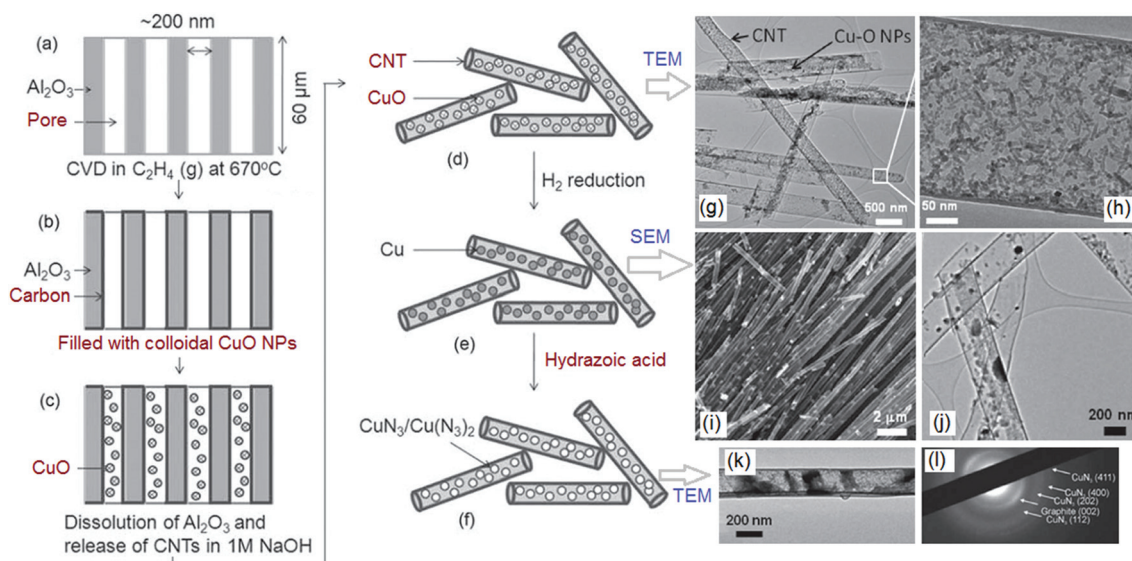 ~200 nm
(a)
Al₂O₃
Pore
60 μm
CVD in C₂H₄ (g) at 670°C
(b)
Al₂O₃
Carbon
Filled with colloidal CuO NPs
(c)
CuO
Dissolution of Al₂O₃ and
release of CNTs in 1M NaOH
CNT
CuO
(d)
TEM
H₂ reduction
Cu
(e)
SEM
Hydrazoic acid
CuN₃/Cu(N₃)₂
(f)
TEM
CNT
Cu-O NPs
(g)
500 nm
50 nm
(h)
(i)
2 μm
(j)
200 nm
(k)
200 nm
(l)
CuN₃ (411)
CuN₃ (400)
CuN₃ (202)
Graphite (002)
CuN₃ (112)